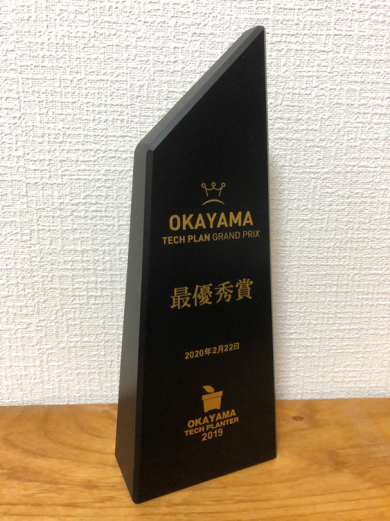 OKAYAMA
TECH PLAN GRAND PRIX
最優秀賞
2020年2月22日
OKAYAMA
TECH PLANTER
2019